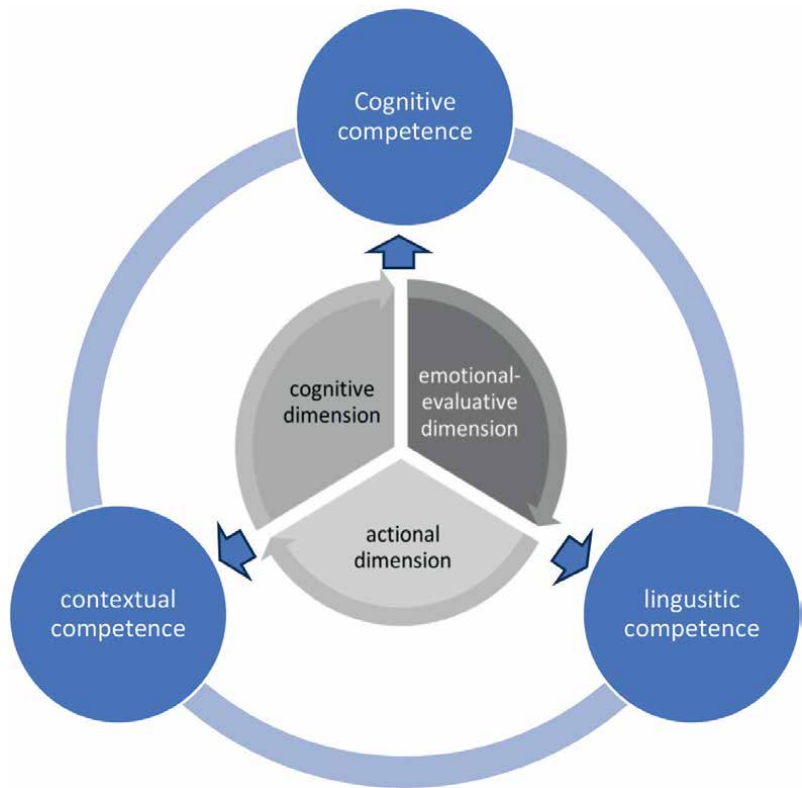 Cognitive
competence
cognitive
dimension
emotional-
evaluative
dimension
actional
dimension
contextual
competence
lingusitic
competence